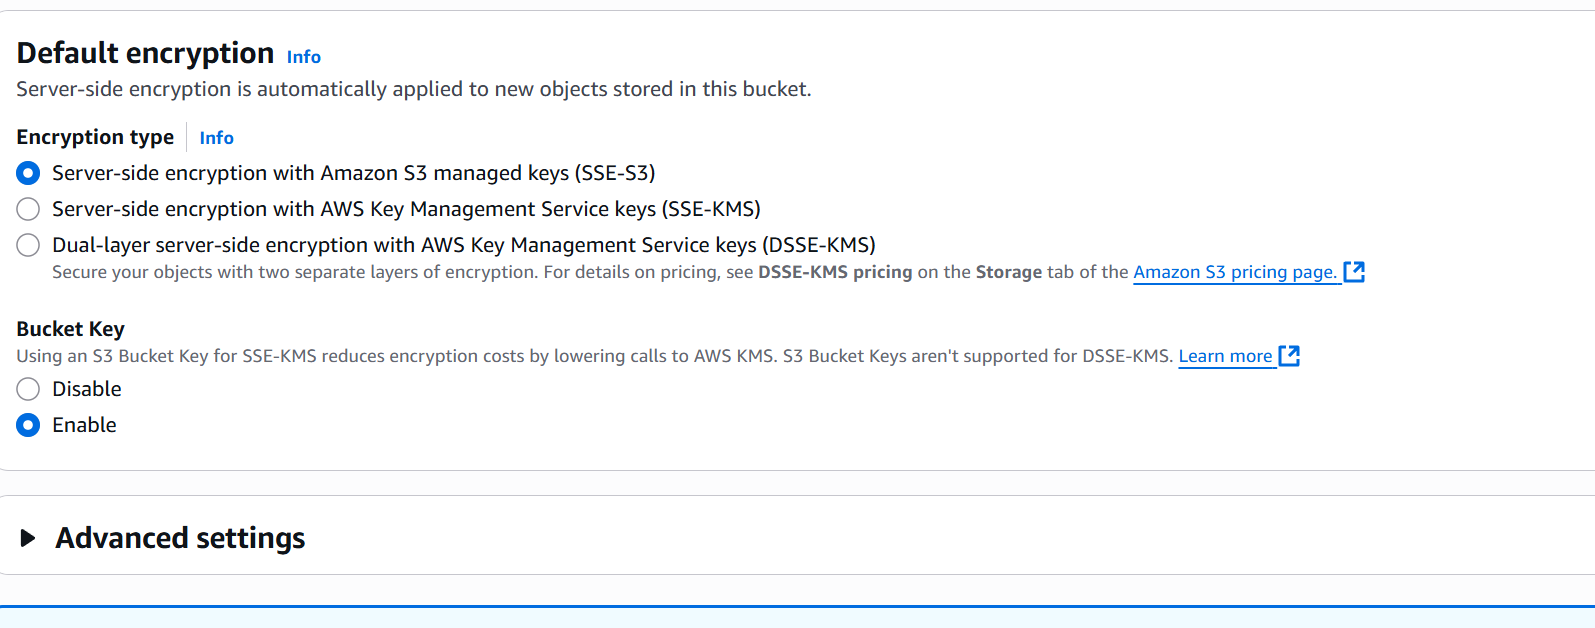 Default encryption Info
Server-side encryption is automatically applied to new objects stored in this bucket.
Encryption type Info
Server-side encryption with Amazon S3 managed keys (SSE-S3)
Server-side encryption with AWS Key Management Service keys (SSE-KMS)
Dual-layer server-side encryption with AWS Key Management Service keys (DSSE-KMS)
Secure your objects with two separate layers of encryption. For details on pricing, see DSSE-KMS pricing on the Storage tab of the Amazon S3 pricing page.
Bucket Key
Using an S3 Bucket Key for SSE-KMS reduces encryption costs by lowering calls to AWS KMS. S3 Bucket Keys aren't supported for DSSE-KMS. Learn more
Disable
Enable
Advanced settings